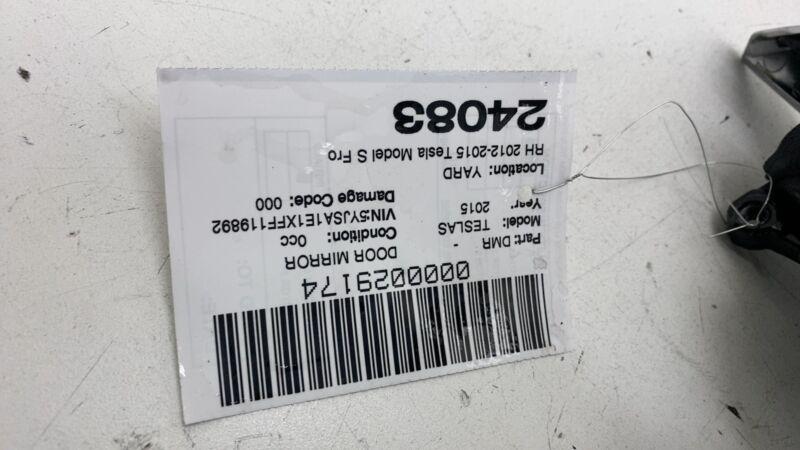 0000029174
Part: DMR - DOOR MIRROR
Model: TESLAS Condition: 0cc
Year: 2015 VIN:5YJSA1E1XFF119892
Location: YARD Damage Code: 000
RH 2012-2015 Tesla Model S Fro
24083